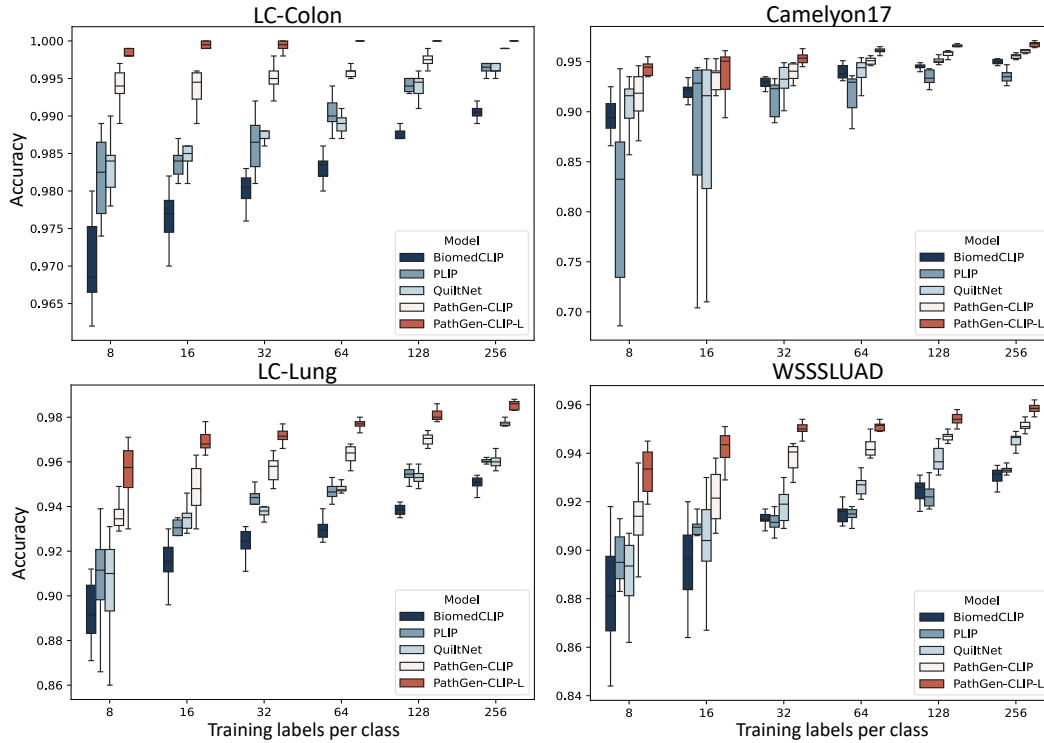 LC-Colon
Accuracy
1.000
0.995
0.990
0.985
0.980
0.975
0.970
0.965
8 16 32 64 128 256
Model
BiomedCLIP
PLIP
QuiltNet
PathGen-CLIP
PathGen-CLIP-L
Camelyon17
0.95
0.90
0.85
0.80
0.75
0.70
8 16 32 64 128 256
Model
BiomedCLIP
PLIP
QuiltNet
PathGen-CLIP
PathGen-CLIP-L
LC-Lung
Accuracy
0.98
0.96
0.94
0.92
0.90
0.88
0.86
8 16 32 64 128 256
Training labels per class
Model
BiomedCLIP
PLIP
QuiltNet
PathGen-CLIP
PathGen-CLIP-L
WSSSLUAD
0.96
0.94
0.92
0.90
0.88
0.86
0.84
8 16 32 64 128 256
Training labels per class
Model
BiomedCLIP
PLIP
QuiltNet
PathGen-CLIP
PathGen-CLIP-L